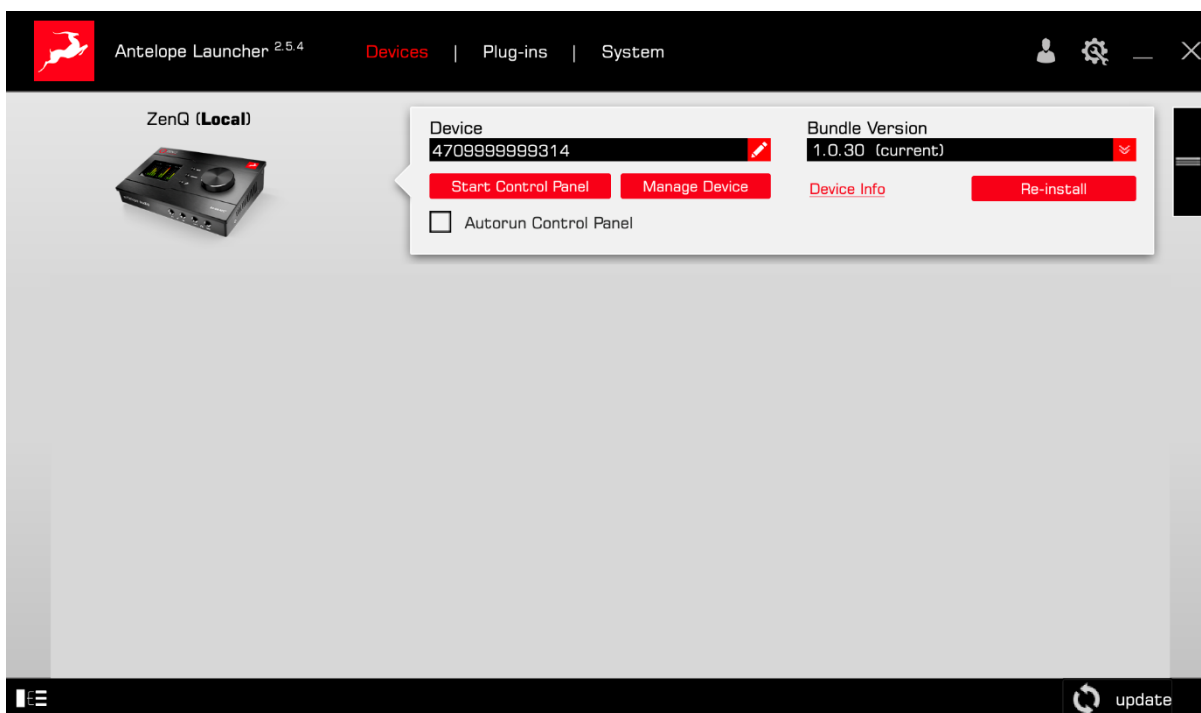 Antelope Launcher 2.5.4
Devices | Plug-ins | System
ZenQ (Local)
Device
4709999999314
Start Control Panel
Manage Device
Autorun Control Panel
Bundle Version
1.0.30 (current)
Device Info
Re-install
update